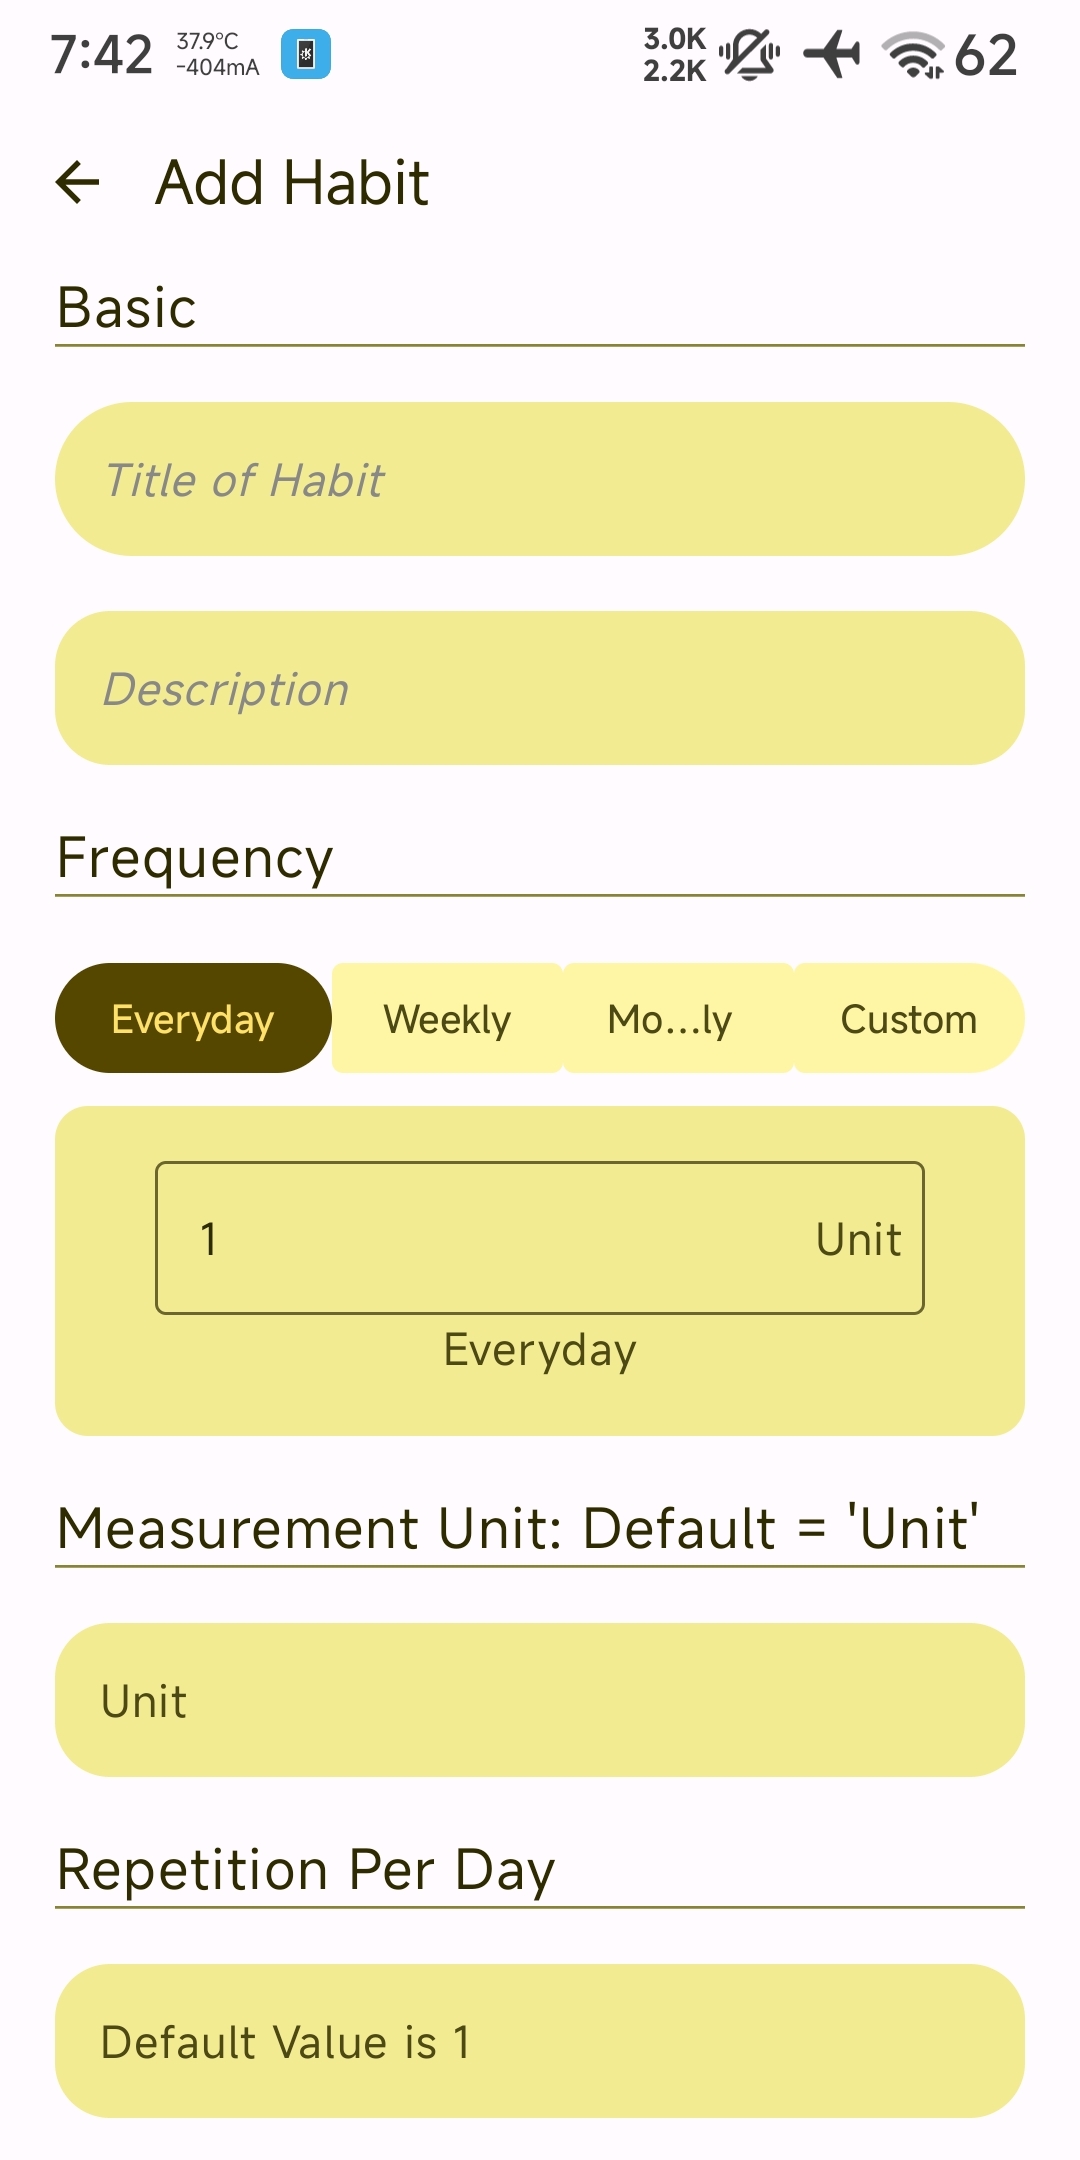 7:42
37.9°C
-404mA
3.0K
2.2K
62
Add Habit
Basic
Title of Habit
Description
Frequency
Everyday
Weekly
Mo...ly
Custom
1
Unit
Everyday
Measurement Unit: Default = 'Unit'
Unit
Repetition Per Day
Default Value is 1